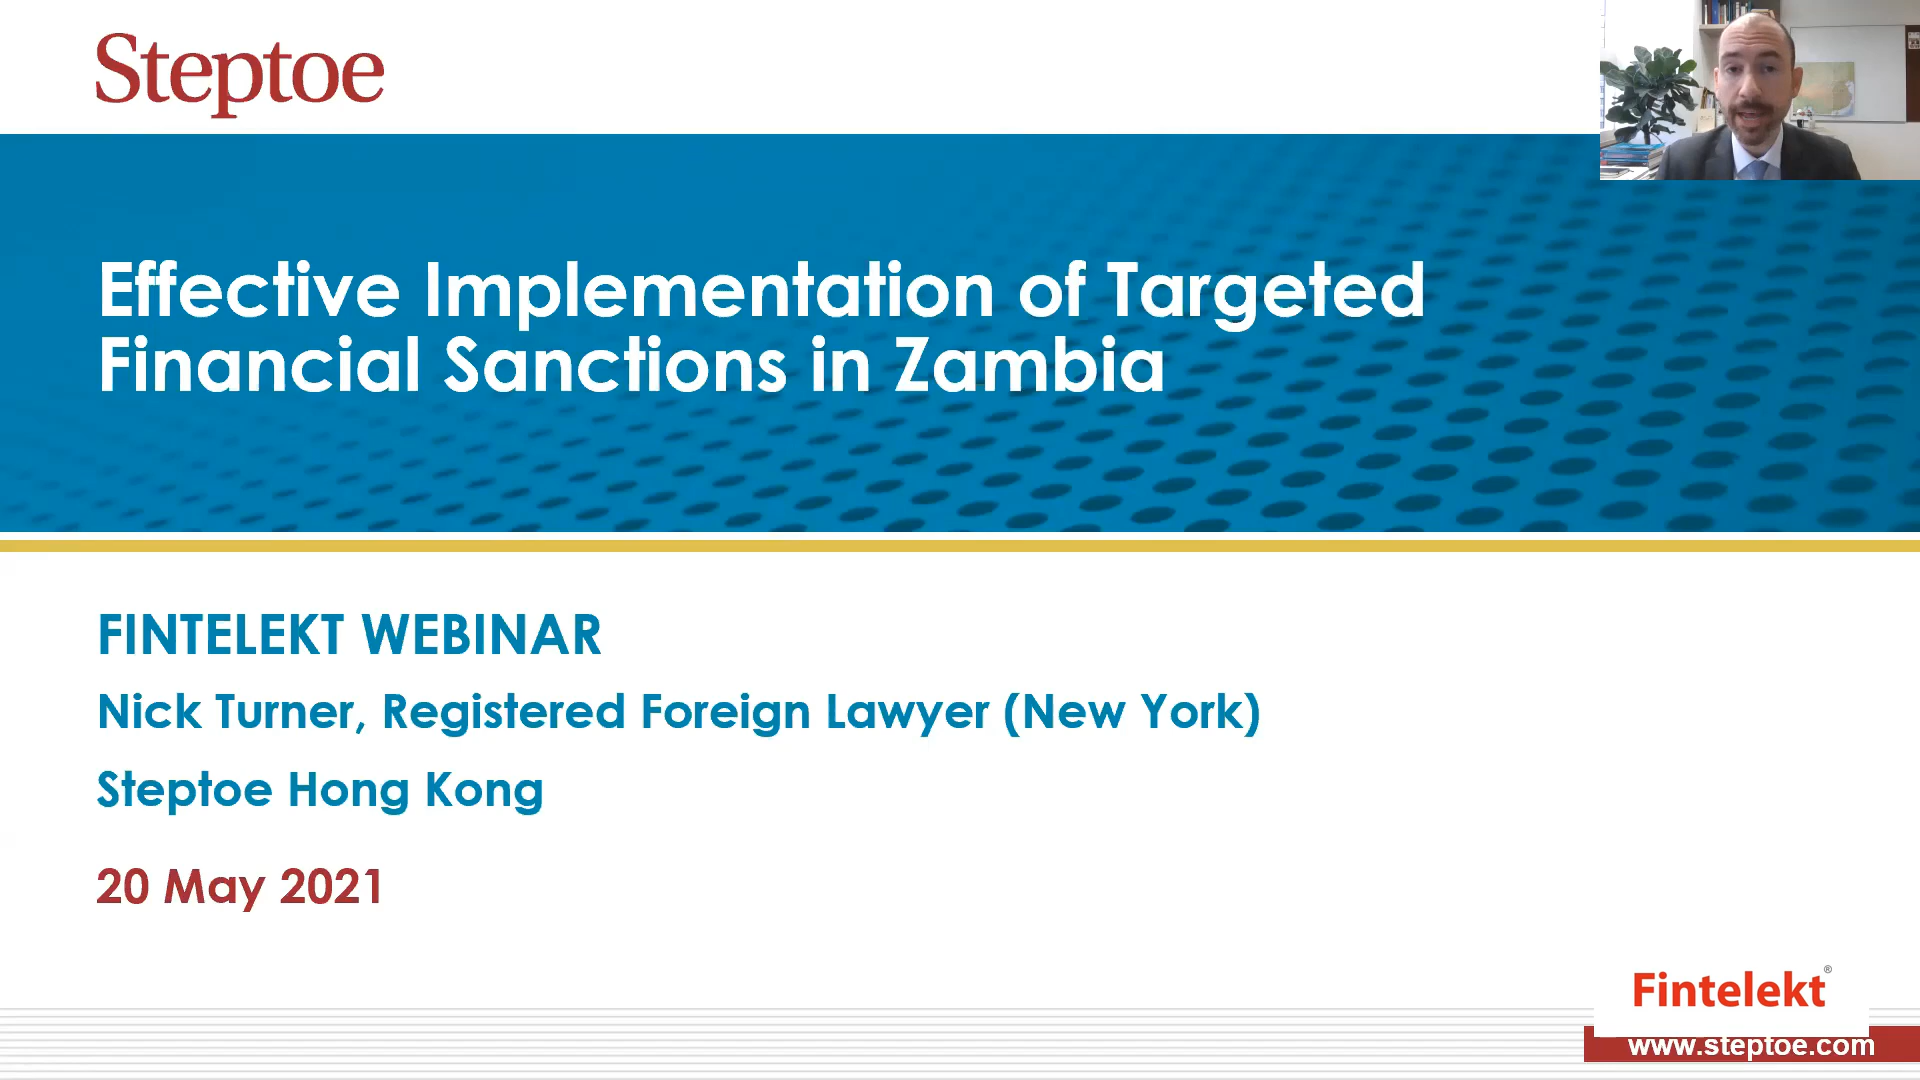 Steptoe
Effective Implementation of Targeted
Financial Sanctions in Zambia
FINTELEKT WEBINAR
Nick Turner, Registered Foreign Lawyer (New York)
Steptoe Hong Kong
20 May 2021
Fintelekt®
www.steptoe.com